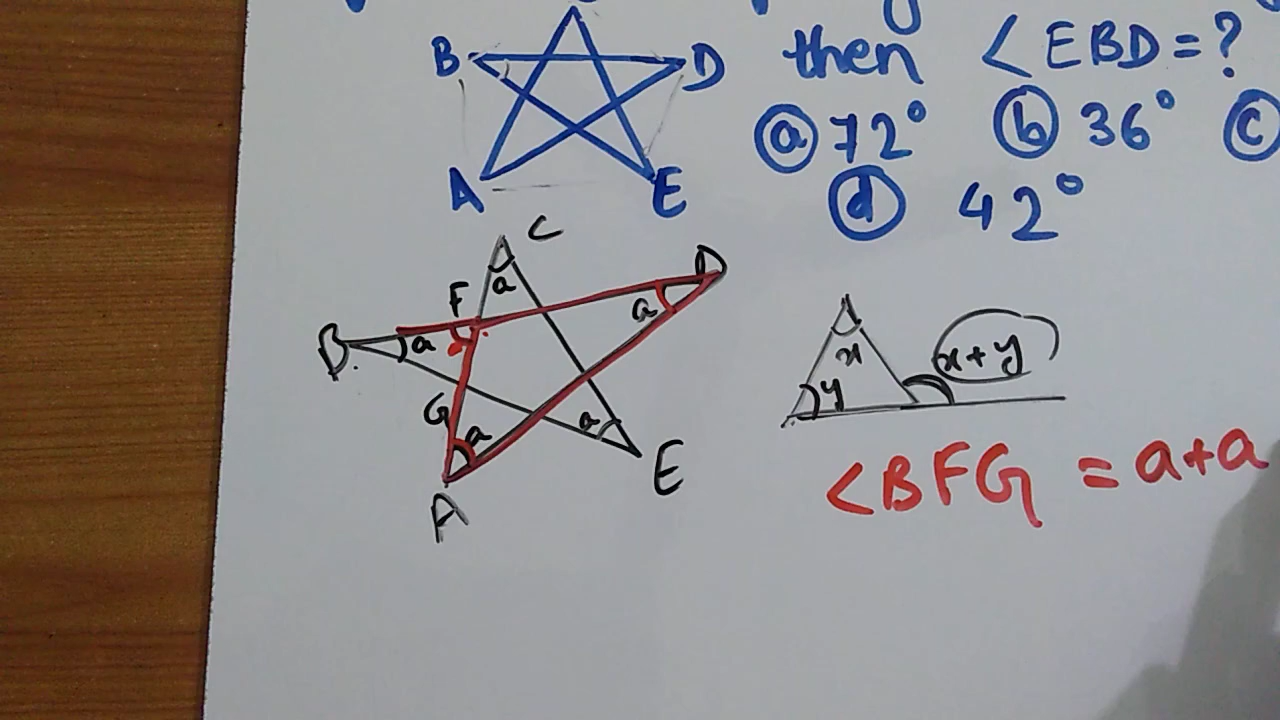 B D then < EBD = ?
ⓐ 72° ⓑ 36° ⓒ
A E ⓓ 42°
C
F a D
B a a x x + y
G y
a a
A E < BFG = a + a